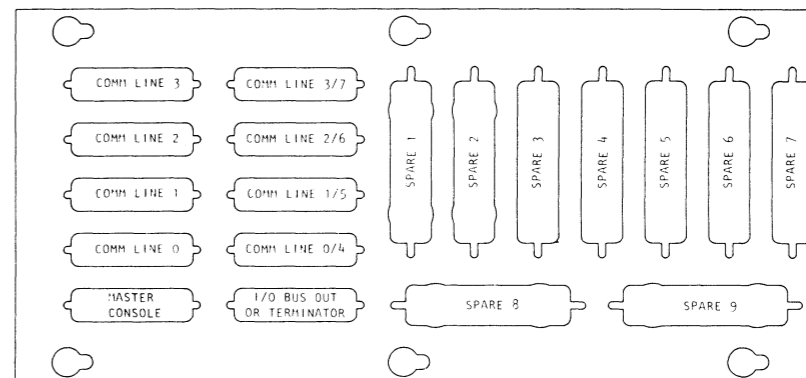 COMM LINE 3
COMM LINE 3/7
COMM LINE 2
COMM LINE 2/6
COMM LINE 1
COMM LINE 1/5
COMM LINE 0
COMM LINE 0/4
MASTER
CONSOLE
I/O BUS OUT
OR TERMINATOR
SPARE 1
SPARE 2
SPARE 3
SPARE 4
SPARE 5
SPARE 6
SPARE 7
SPARE 8
SPARE 9